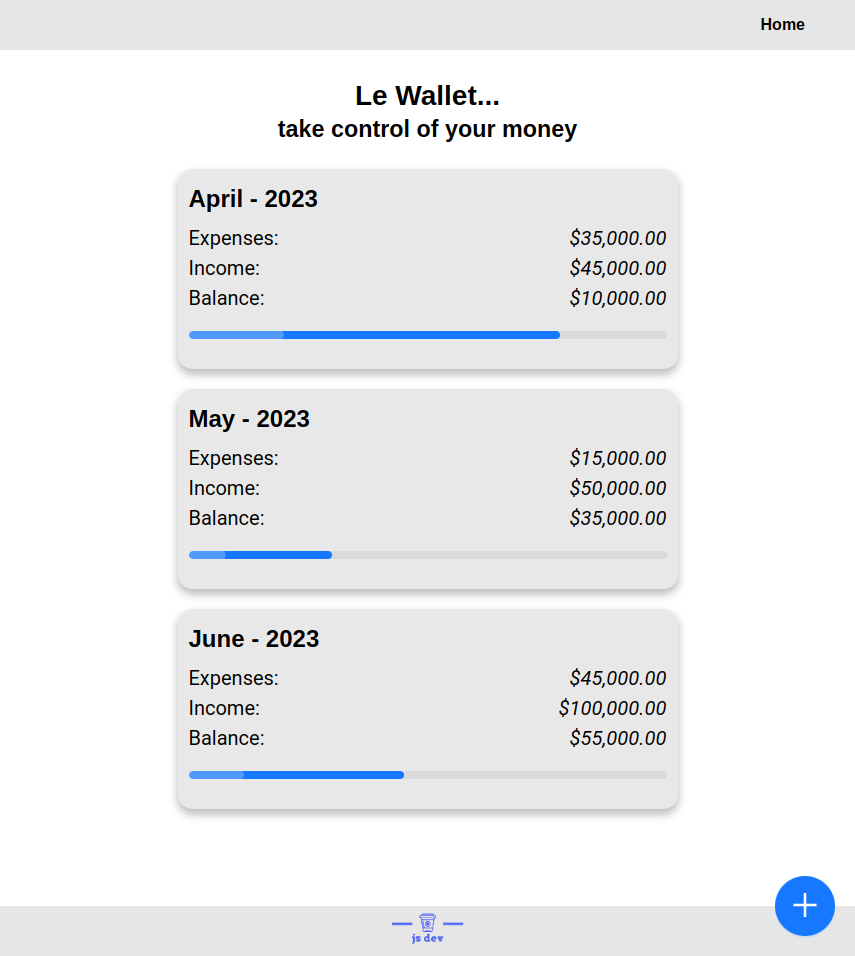 Home
Le Wallet...
take control of your money
April - 2023
Expenses: $35,000.00
Income: $45,000.00
Balance: $10,000.00
May - 2023
Expenses: $15,000.00
Income: $50,000.00
Balance: $35,000.00
June - 2023
Expenses: $45,000.00
Income: $100,000.00
Balance: $55,000.00
js dev